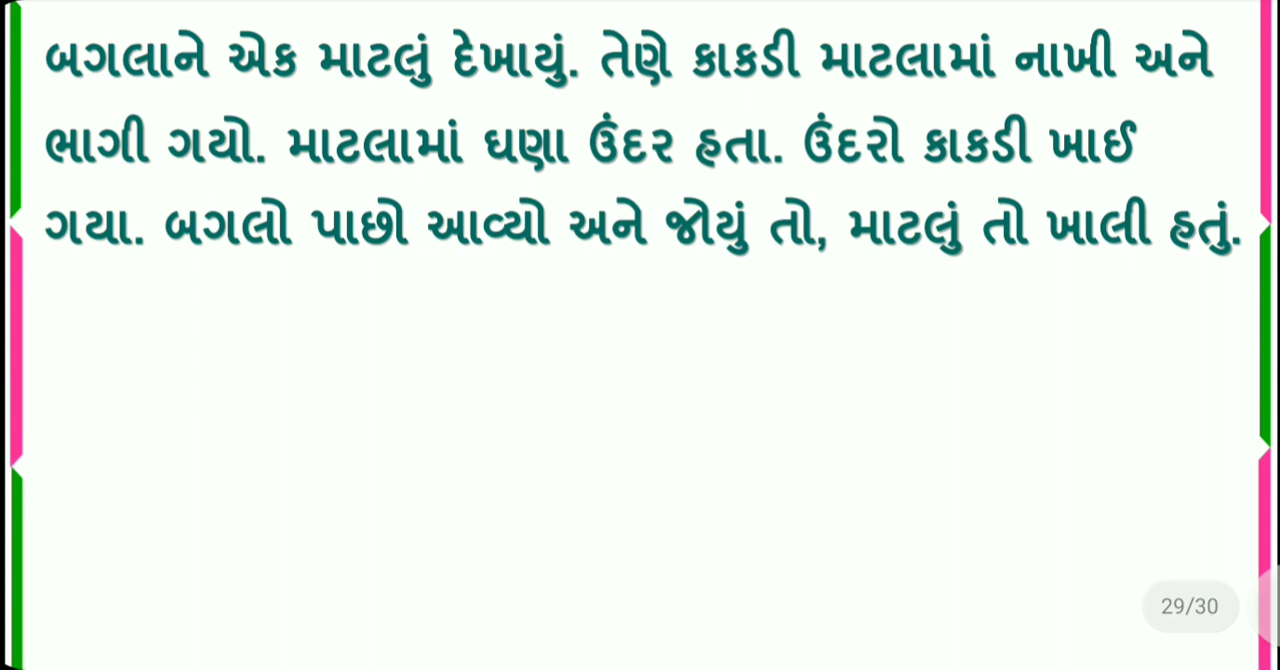 બગલાને એક માટલું દેખાયું. તેણે કાકડી માટલામાં નાખી અને
ભાગી ગયો. માટલામાં ઘણા ઉંદર હતા. ઉંદરો કાકડી ખાઈ
ગયા. બગલો પાછો આવ્યો અને જોયું તો, માટલું તો ખાલી હતું.
29/30